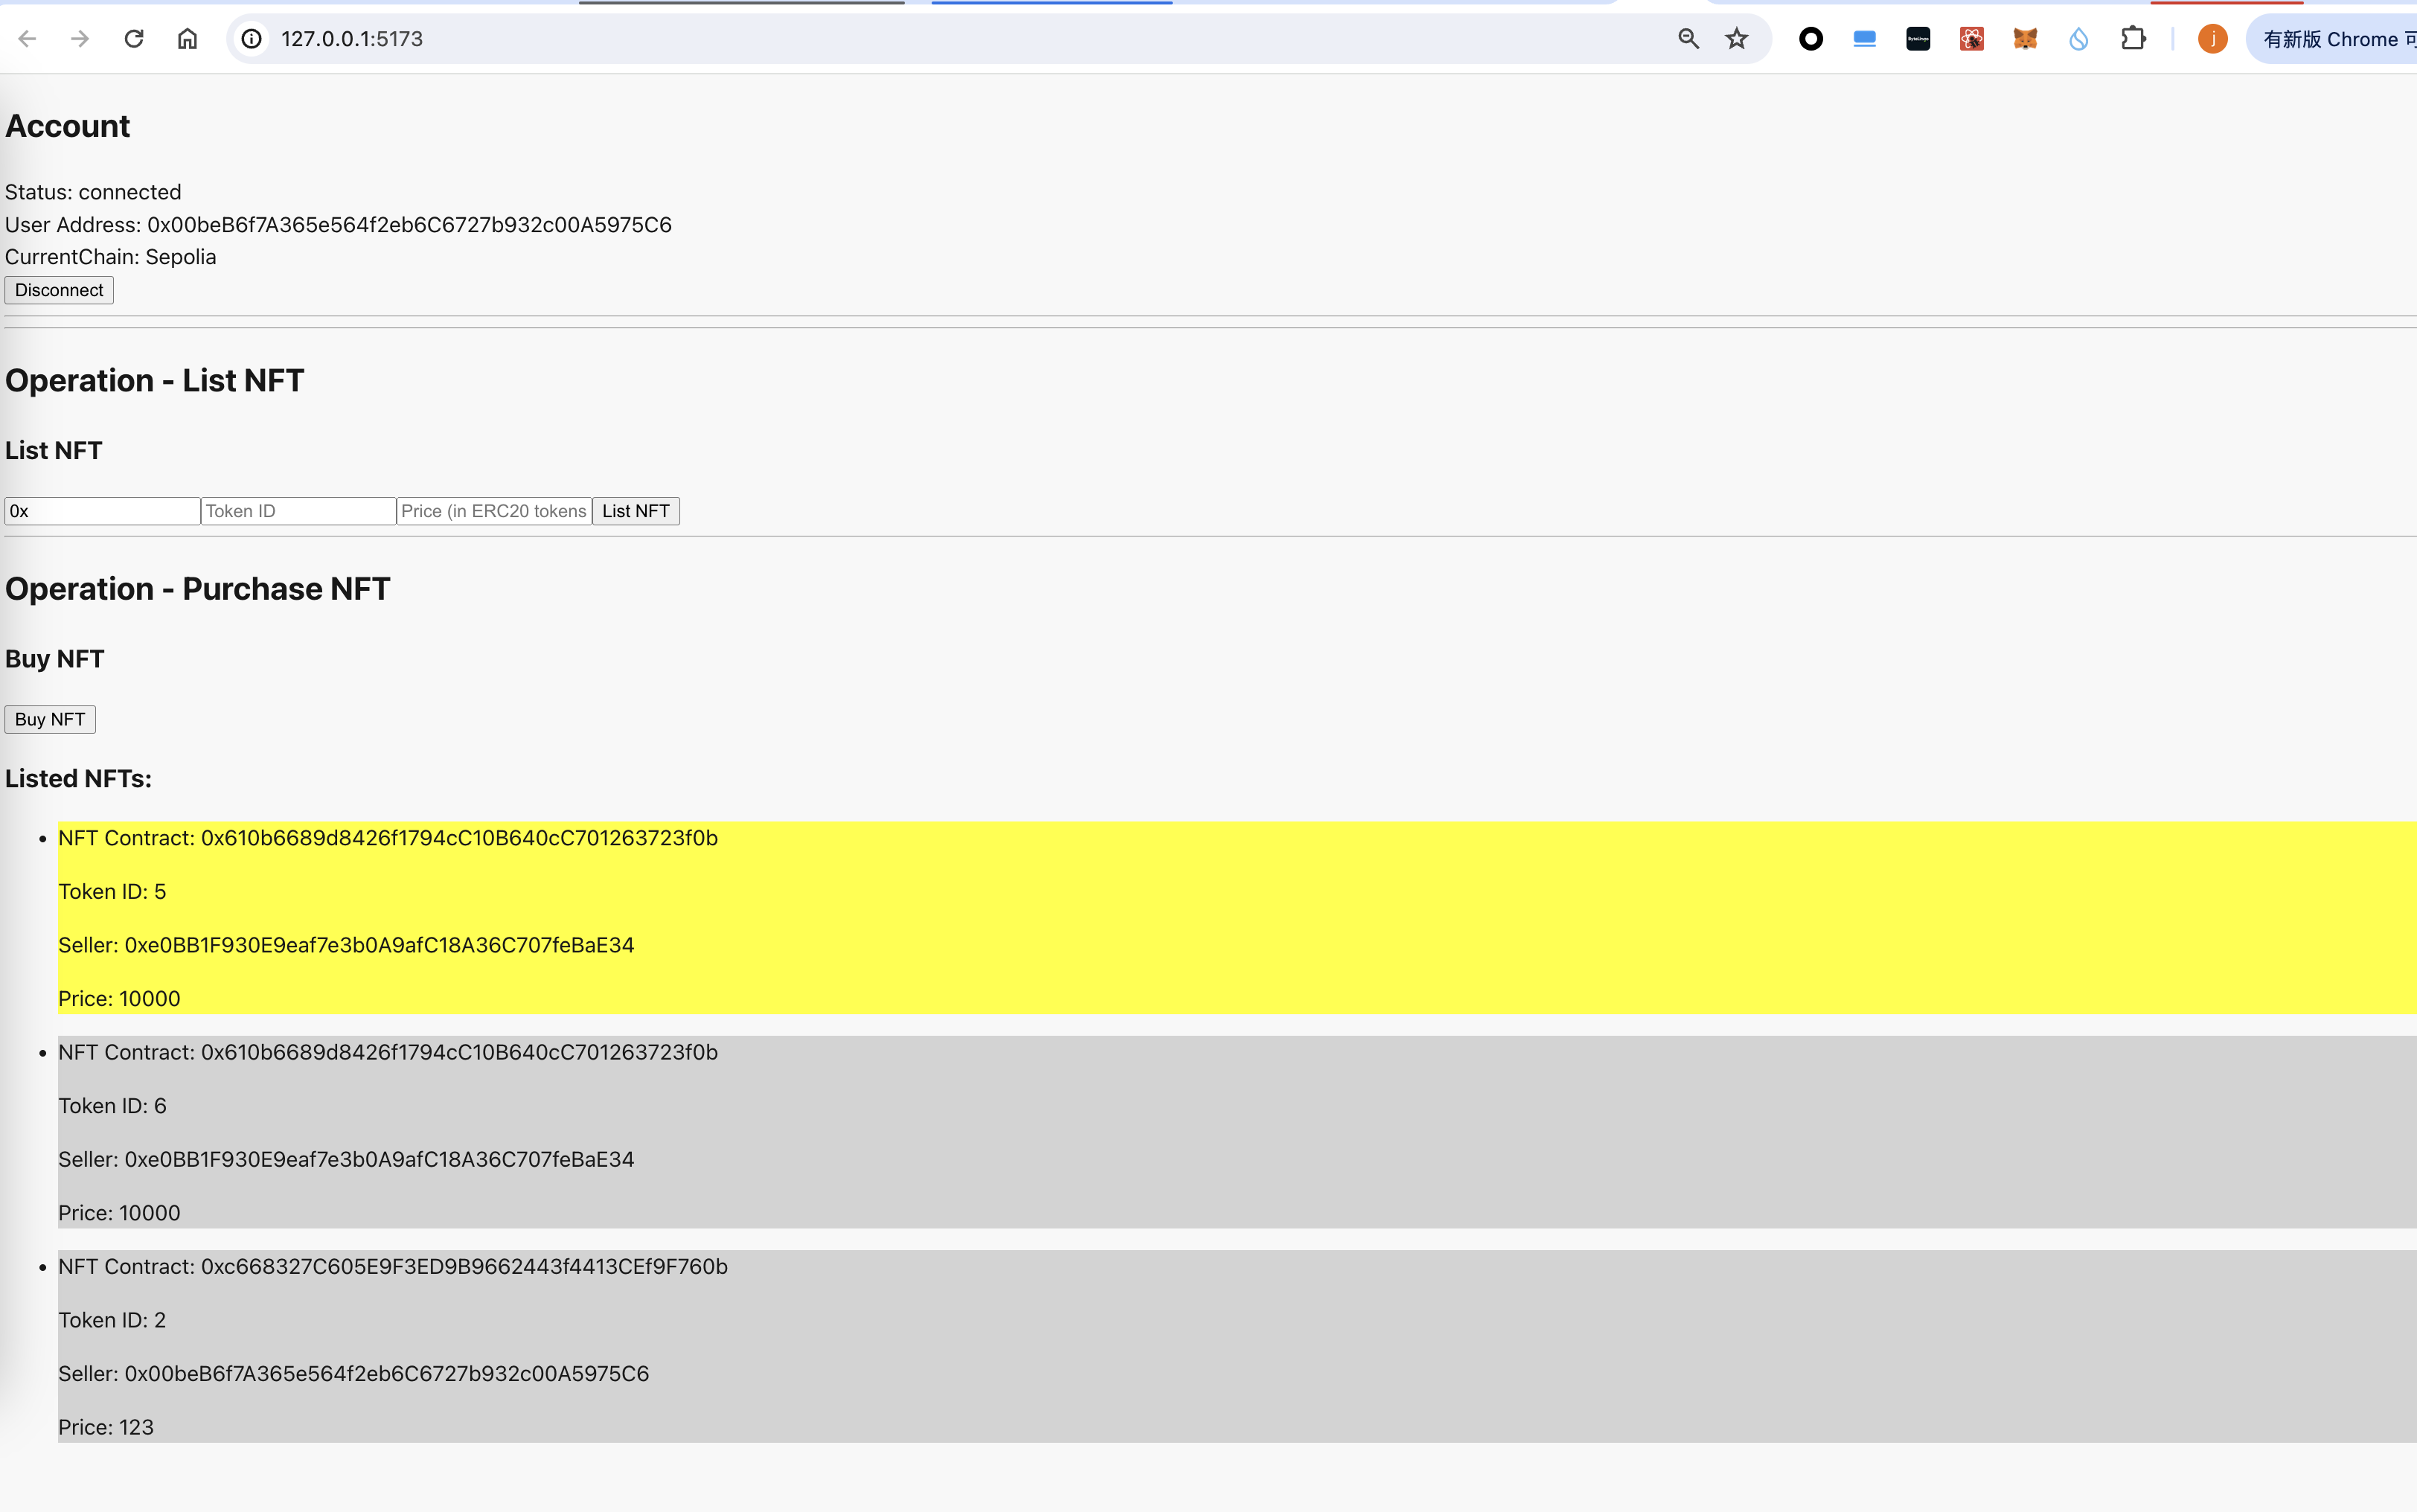 127.0.0.1:5173
j
有新版 Chrome
Account
Status: connected
User Address: 0x00beB6f7A365e564f2eb6C6727b932c00A5975C6
CurrentChain: Sepolia
Disconnect
Operation - List NFT
List NFT
0x Token ID Price (in ERC20 tokens List NFT
Operation - Purchase NFT
Buy NFT
Buy NFT
Listed NFTs:
• NFT Contract: 0x610b6689d8426f1794cC10B640cC701263723f0b
Token ID: 5
Seller: 0xe0BB1F930E9eaf7e3b0A9afC18A36C707feBaE34
Price: 10000
• NFT Contract: 0x610b6689d8426f1794cC10B640cC701263723f0b
Token ID: 6
Seller: 0xe0BB1F930E9eaf7e3b0A9afC18A36C707feBaE34
Price: 10000
• NFT Contract: 0xc668327C605E9F3ED9B9662443f4413CEf9F760b
Token ID: 2
Seller: 0x00beB6f7A365e564f2eb6C6727b932c00A5975C6
Price: 123